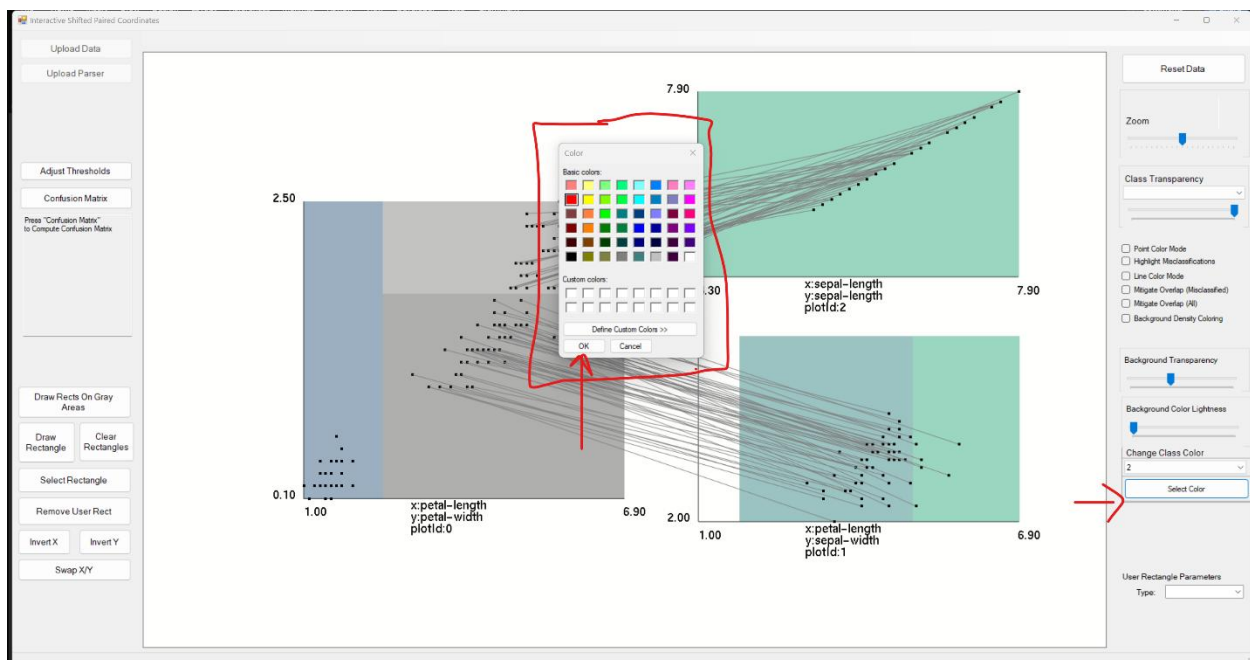 Interactive Shifted Paired Coordinates
Upload Data
Upload Parser
Adjust Thresholds
Confusion Matrix
Press "Confusion Matrix"
to Compute Confusion Matrix
Draw Rects On Gray
Areas
Draw
Rectangle
Clear
Rectangles
Select Rectangle
Remove User Rect
Invert X
Invert Y
Swap X/Y
2.50
0.10
1.00
x:petal-length
y:petal-width
plotId:0
6.90
7.90
.30
x:sepal-length
y:sepal-length
plotId:2
7.90
2.00
1.00
x:petal-length
y:sepal-width
plotId:1
6.90
Color
Basic colors:
Custom colors:
Define Custom Colors >>
OK
Cancel
Reset Data
Zoom
Class Transparency
Point Color Mode
Highlight Misclassifications
Line Color Mode
Mitigate Overlap (Misclassified)
Mitigate Overlap (All)
Background Density Coloring
Background Transparency
Background Color Lightness
Change Class Color
2
Select Color
User Rectangle Parameters
Type: